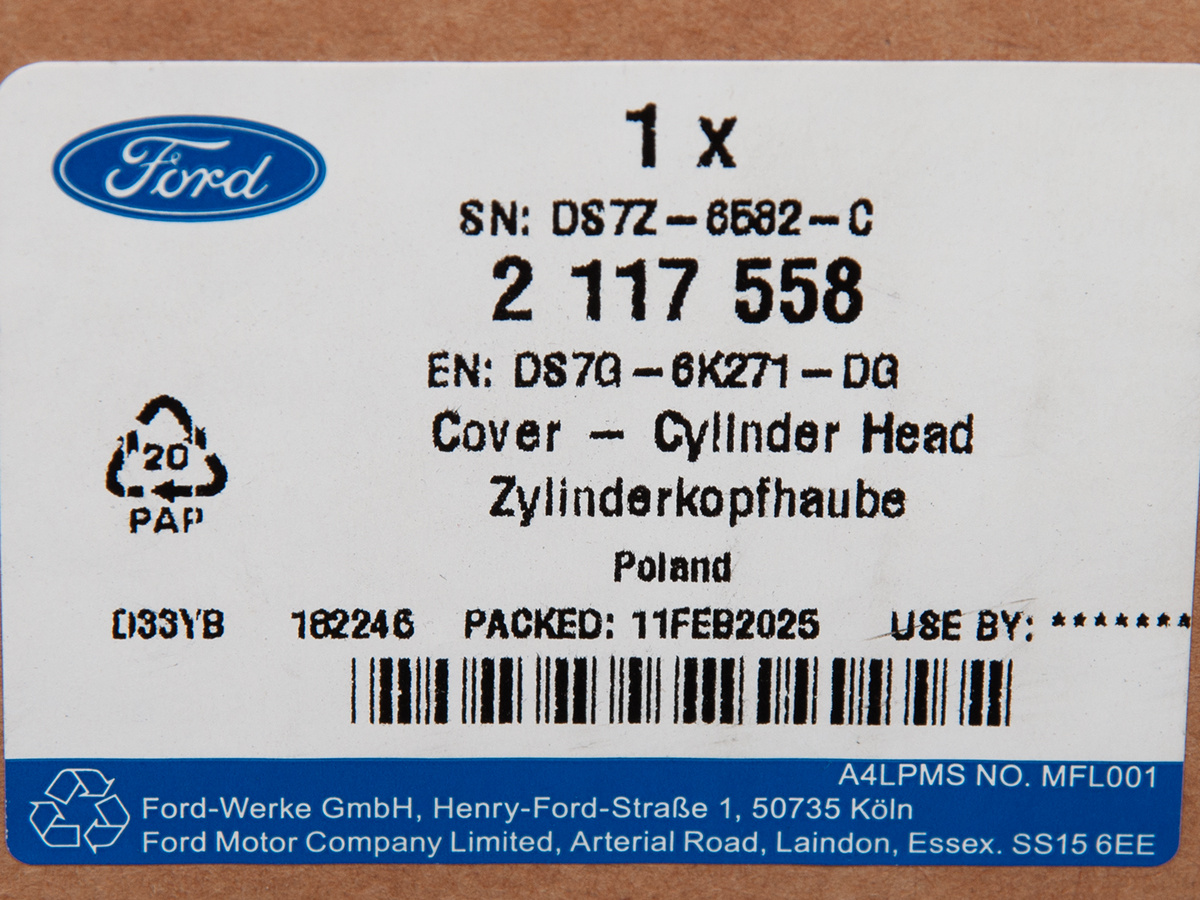 Ford
1 x
SN: DS7Z-6582-C
2 117 558
EN: DS7G-6K271-DG
Cover - Cylinder Head
Zylinderkopfhaube
20
PAP
Poland
D33YB 162246 PACKED: 11FEB2025 USE BY: *******
A4LPMS NO. MFL001
Ford-Werke GmbH, Henry-Ford-Straße 1, 50735 Köln
Ford Motor Company Limited, Arterial Road, Laindon, Essex. SS15 6EE